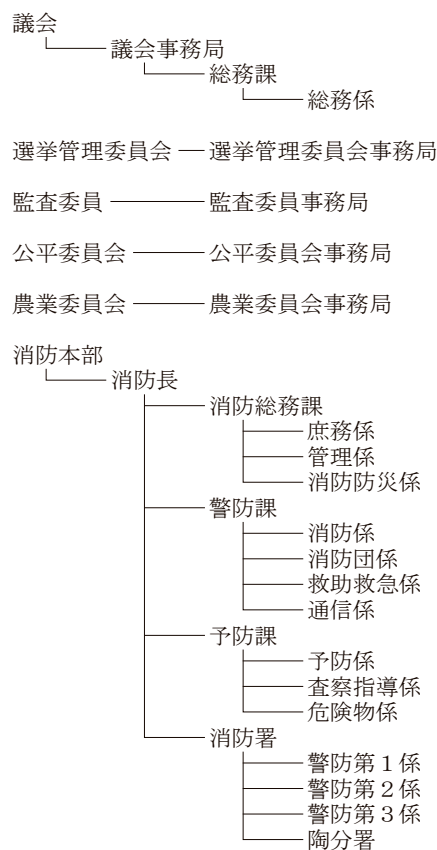 議会
議会事務局
総務課
総務係
選挙管理委員会 選挙管理委員会事務局
監査委員 監査委員事務局
公平委員会 公平委員会事務局
農業委員会 農業委員会事務局
消防本部
消防長
消防総務課
庶務係
管理係
消防防災係
警防課
消防係
消防団係
救助救急係
通信係
予防課
予防係
査察指導係
危険物係
消防署
警防第１係
警防第２係
警防第３係
陶分署